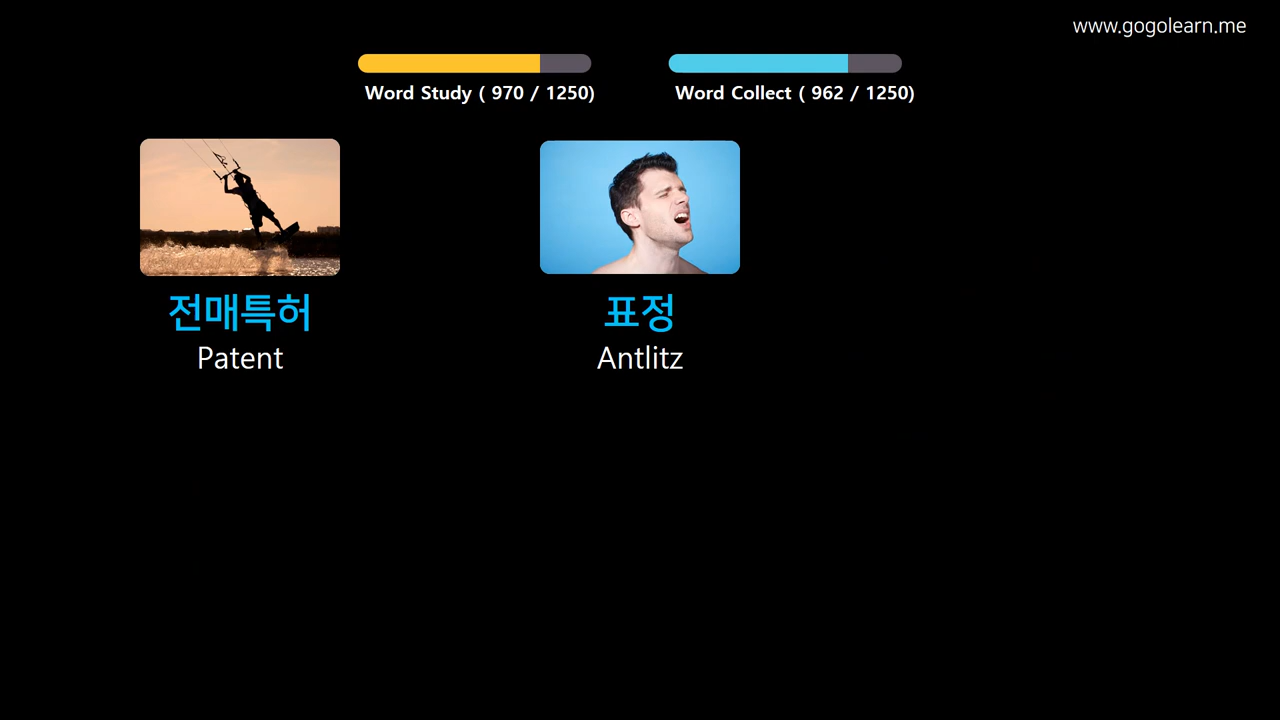 www.gogolearn.me
Word Study ( 970 / 1250)
Word Collect ( 962 / 1250)
전매특허
Patent
표정
Antlitz